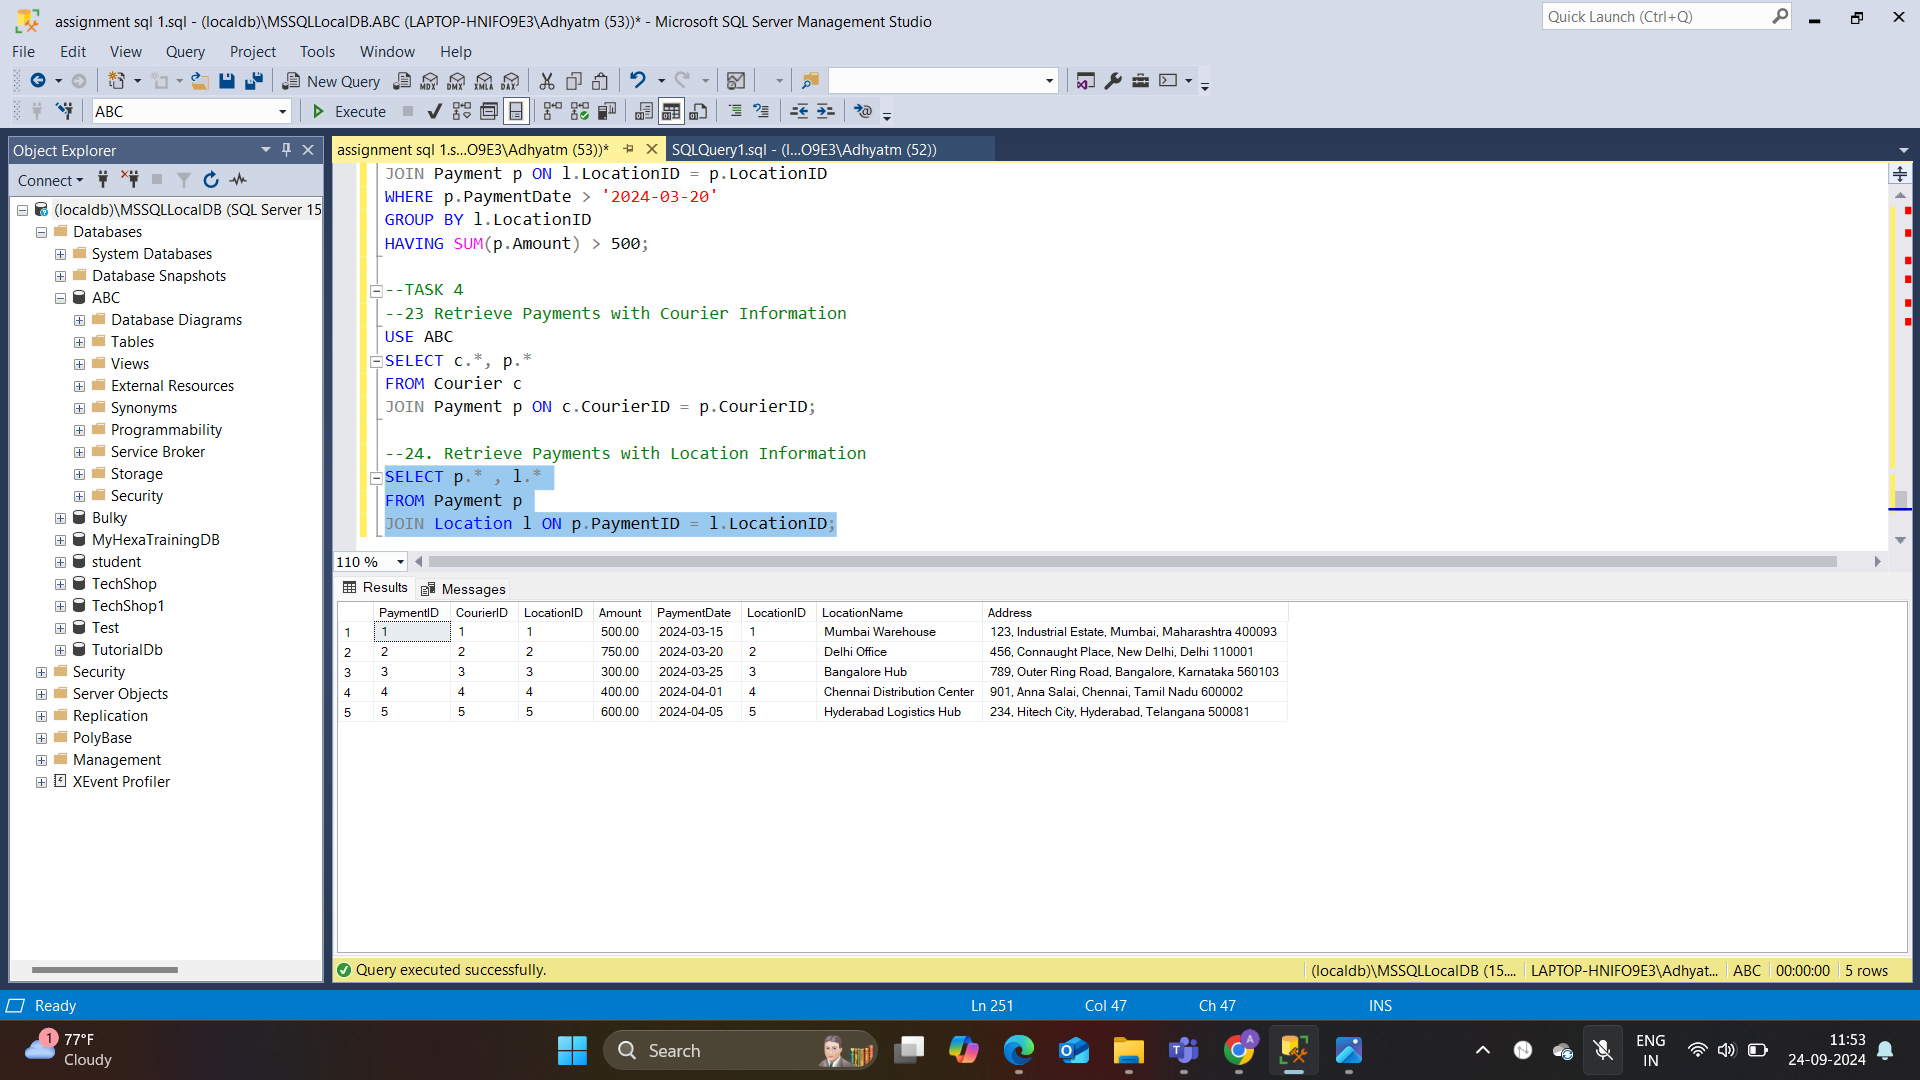 assignment sql 1.sql - (localdb)\MSSQLLocalDB.ABC (LAPTOP-HNIFO9E3\Adhyatm (53))* - Microsoft SQL Server Management Studio
Quick Launch (Ctrl+Q)
File Edit View Query Project Tools Window Help
New Query
MDX DMX XMLA DAX
ABC
Execute
Object Explorer
assignment sql 1.s...O9E3\Adhyatm (53))*
SQLQuery1.sql - (l...O9E3\Adhyatm (52))
Connect
(localdb)\MSSQLLocalDB (SQL Server 15
Databases
System Databases
Database Snapshots
ABC
Database Diagrams
Tables
Views
External Resources
Synonyms
Programmability
Service Broker
Storage
Security
Bulky
MyHexaTrainingDB
student
TechShop
TechShop1
Test
TutorialDb
Security
Server Objects
Replication
PolyBase
Management
XEvent Profiler
JOIN Payment p ON l.LocationID = p.LocationID
WHERE p.PaymentDate > '2024-03-20'
GROUP BY l.LocationID
HAVING SUM(p.Amount) > 500;
--TASK 4
--23 Retrieve Payments with Courier Information
USE ABC
SELECT c.*, p.*
FROM Courier c
JOIN Payment p ON c.CourierID = p.CourierID;
--24. Retrieve Payments with Location Information
SELECT p.* , l.*
FROM Payment p
JOIN Location l ON p.PaymentID = l.LocationID;
110 %
Results Messages
PaymentID CourierID LocationID Amount PaymentDate LocationID LocationName Address
1 1 1 1 500.00 2024-03-15 1 Mumbai Warehouse 123, Industrial Estate, Mumbai, Maharashtra 400093
2 2 2 2 750.00 2024-03-20 2 Delhi Office 456, Connaught Place, New Delhi, Delhi 110001
3 3 3 3 300.00 2024-03-25 3 Bangalore Hub 789, Outer Ring Road, Bangalore, Karnataka 560103
4 4 4 4 400.00 2024-04-01 4 Chennai Distribution Center 901, Anna Salai, Chennai, Tamil Nadu 600002
5 5 5 5 600.00 2024-04-05 5 Hyderabad Logistics Hub 234, Hitech City, Hyderabad, Telangana 500081
Query executed successfully.
(localdb)\MSSQLLocalDB (15.... LAPTOP-HNIFO9E3\Adhyat... ABC 00:00:00 5 rows
Ready
Ln 251 Col 47 Ch 47 INS
1
77°F
Cloudy
Search
A
ENG
IN
11:53
24-09-2024